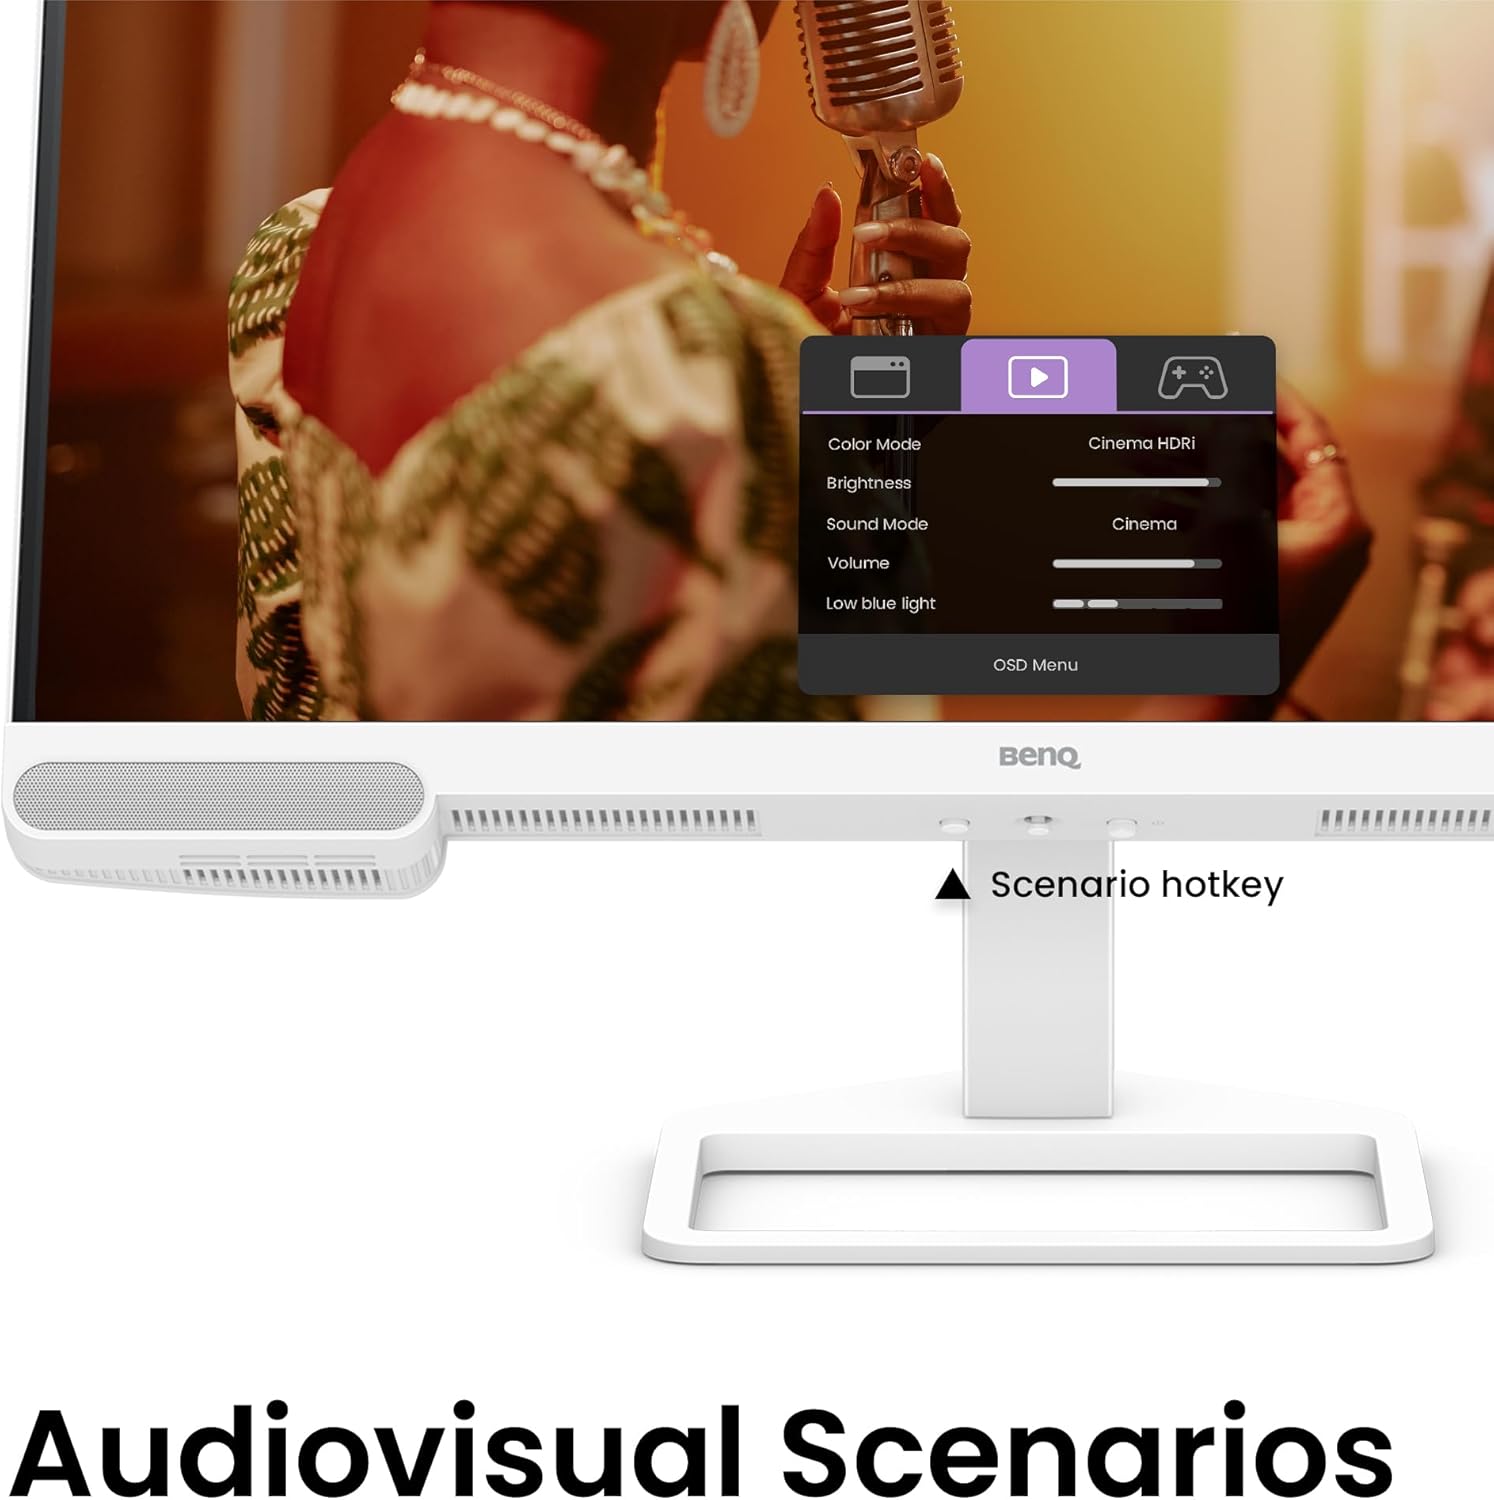 Color Mode Cinema HDRi
Brightness
Sound Mode Cinema
Volume
Low blue light
OSD Menu
BenQ
Scenario hotkey
Audiovisual Scenarios